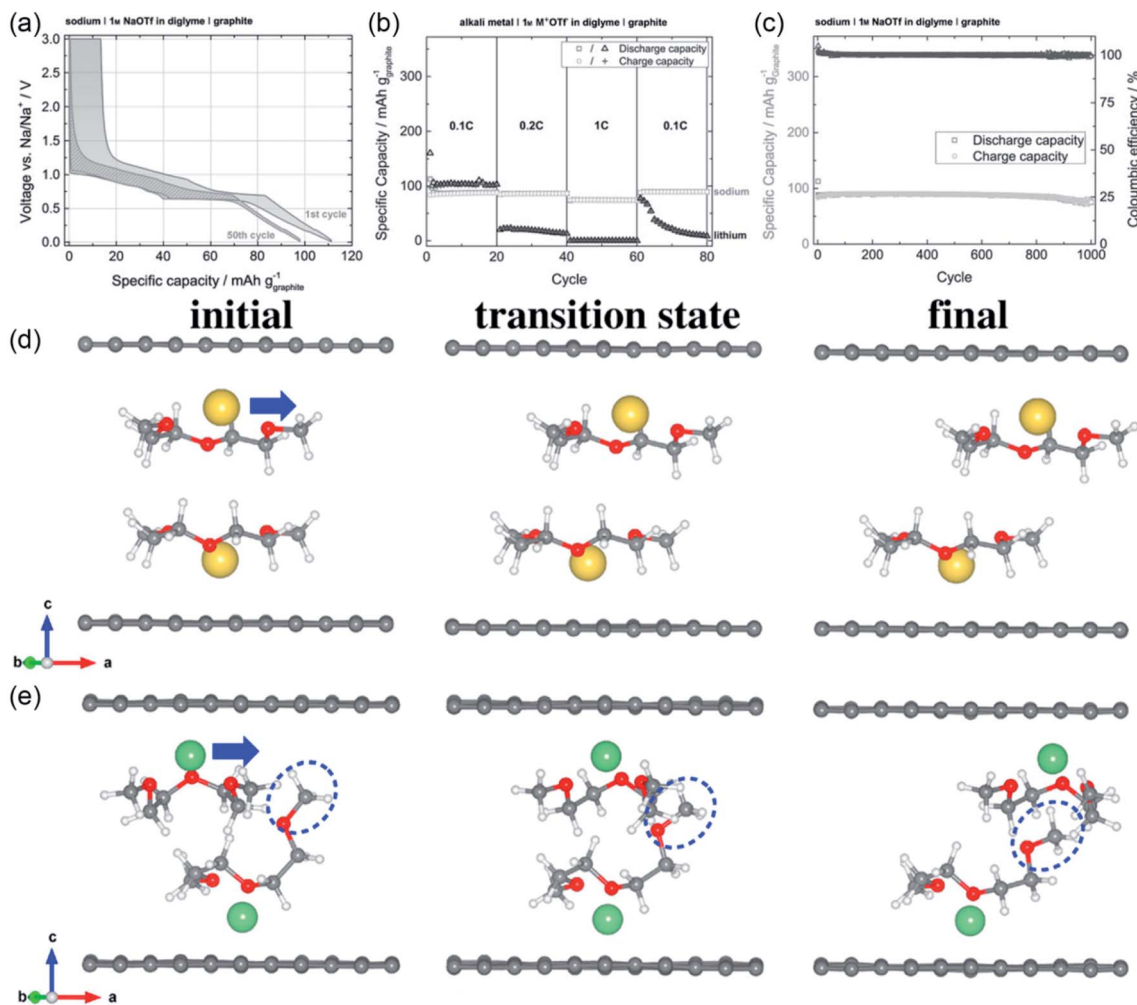 (a)
sodium | 1M NaOTf in diglyme | graphite
Voltage vs. Na/Na+ / V
3.0
2.5
2.0
1.5
1.0
0.5
0.0
1st cycle
50th cycle
0 20 40 60 80 100 120
Specific capacity / mAh g-1graphite
(b)
alkali metal | 1M M+OTf- in diglyme | graphite
Specific Capacity / mAh g-1graphite
300
200
100
0
/ Discharge capacity
/ + Charge capacity
0.1C 0.2C 1C 0.1C
sodium
lithium
0 20 40 60 80
Cycle
(c)
sodium | 1M NaOTf in diglyme | graphite
Specific Capacity / mAh g-1Graphite
300
200
100
0
Discharge capacity
Charge capacity
100
75
50
25
0
Coloumbic efficiency / %
0 200 400 600 800 1000
Cycle
initial transition state final
(d)
c
b a
(e)
c
b a